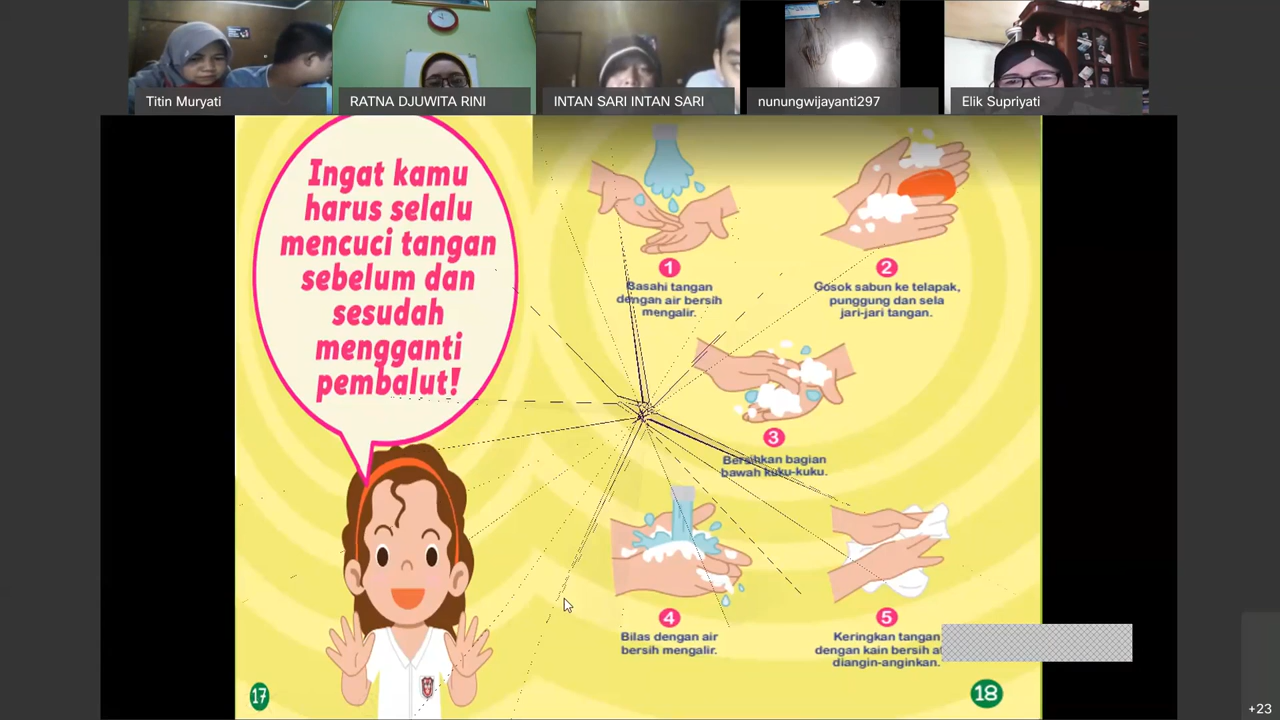 Titin Muryati
RATNA DJUWITA RINI
INTAN SARI INTAN SARI
nunungwijayanti297
Elik Supriyati
Ingat kamu
harus selalu
mencuci tangan
sebelum dan
sesudah
mengganti
pembalut!
17
1
Basahi tangan
dengan air bersih
mengalir.
2
Gosok sabun ke telapak,
punggung dan sela
jari-jari tangan.
3
Bersihkan bagian
bawah kuku-kuku.
4
Bilas dengan air
bersih mengalir.
5
Keringkan tangan
dengan kain bersih
diangin-anginkan.
18
+23